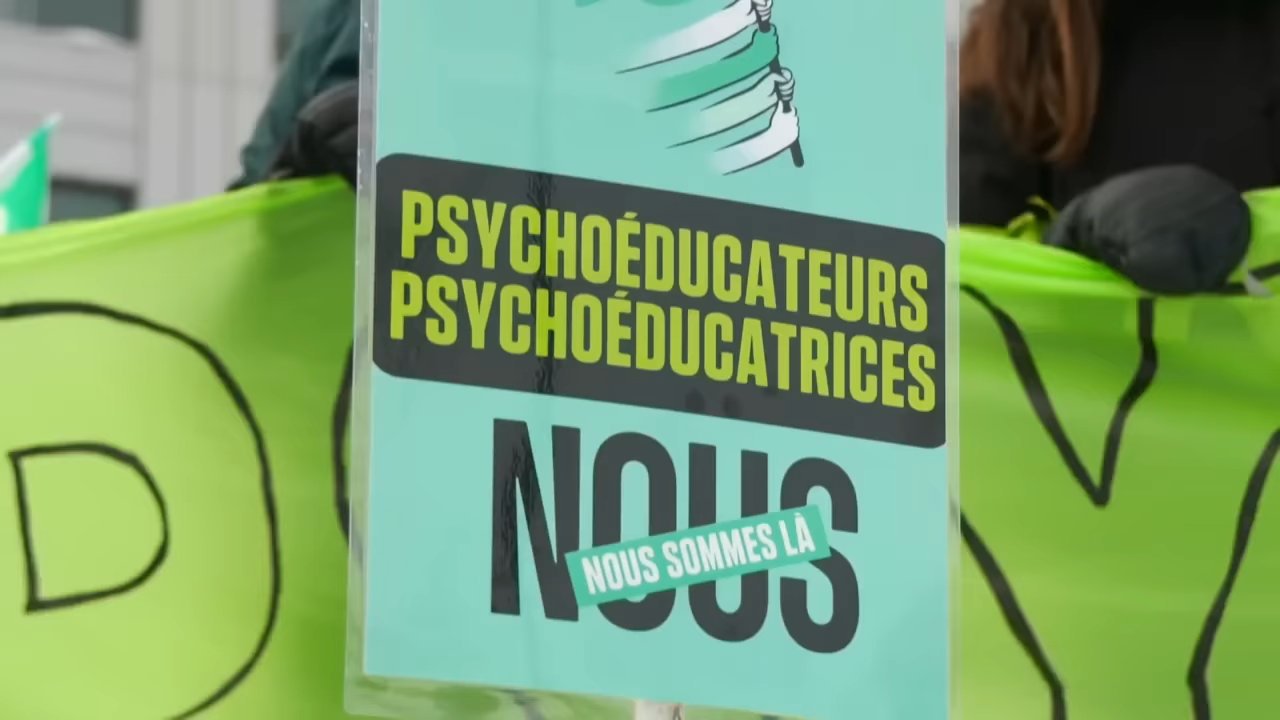 PSYCHOÉDUCATEURS
PSYCHOÉDUCATRICES
NOUS
NOUS SOMMES LÀ
D
Y